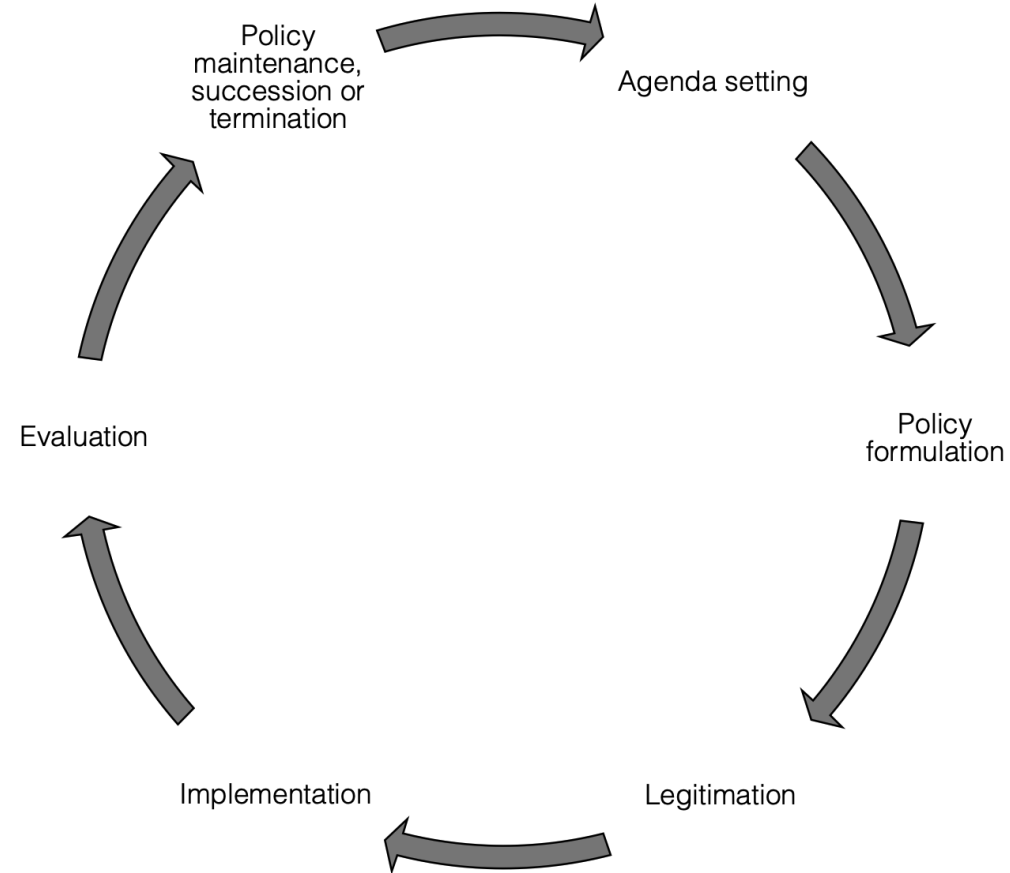 Policy
maintenance,
succession or
termination
Agenda setting
Policy
formulation
Legitimation
Implementation
Evaluation